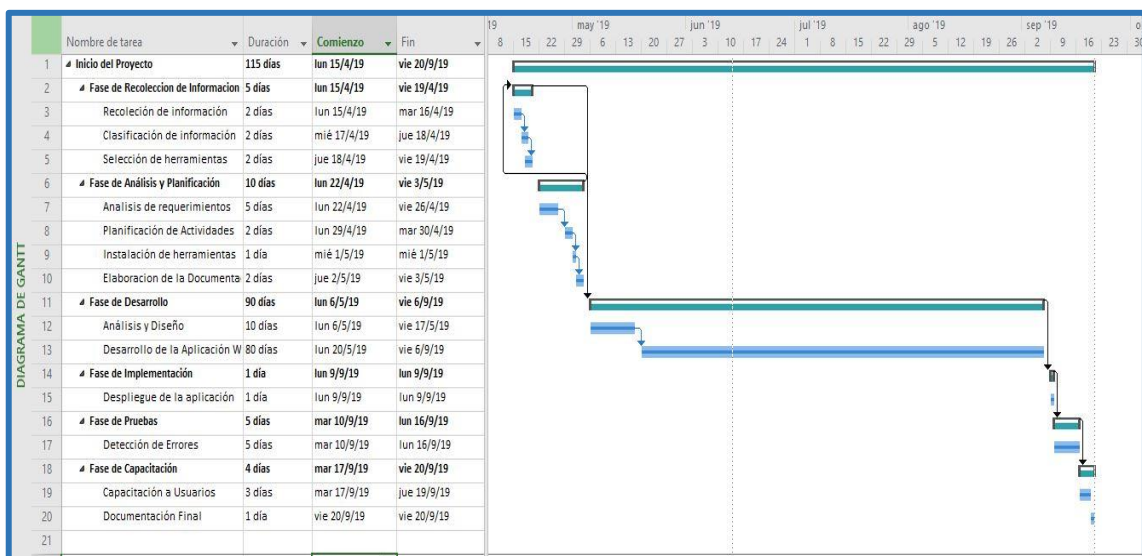 19 may '19 jun '19 jul '19 ago '19 sep '19 o
Nombre de tarea Duración Comienzo Fin 8 15 22 29 6 13 20 27 3 10 17 24 1 8 15 22 29 5 12 19 26 2 9 16 23 30
1 Inicio del Proyecto 115 días lun 15/4/19 vie 20/9/19
2 Fase de Recoleccion de Informacion 5 días lun 15/4/19 vie 19/4/19
3 Recoleción de información 2 días lun 15/4/19 mar 16/4/19
4 Clasificación de información 2 días mié 17/4/19 jue 18/4/19
5 Selección de herramientas 2 días jue 18/4/19 vie 19/4/19
6 Fase de Análisis y Planificación 10 días lun 22/4/19 vie 3/5/19
7 Analisis de requerimientos 5 días lun 22/4/19 vie 26/4/19
8 Planificación de Actividades 2 días lun 29/4/19 mar 30/4/19
9 Instalación de herramientas 1 día mié 1/5/19 mié 1/5/19
10 Elaboracion de la Documenta 2 días jue 2/5/19 vie 3/5/19
11 Fase de Desarrollo 90 días lun 6/5/19 vie 6/9/19
12 Análisis y Diseño 10 días lun 6/5/19 vie 17/5/19
13 Desarrollo de la Aplicación W 80 días lun 20/5/19 vie 6/9/19
14 Fase de Implementación 1 día lun 9/9/19 lun 9/9/19
15 Despliegue de la aplicación 1 día lun 9/9/19 lun 9/9/19
16 Fase de Pruebas 5 días mar 10/9/19 lun 16/9/19
17 Detección de Errores 5 días mar 10/9/19 lun 16/9/19
18 Fase de Capacitación 4 días mar 17/9/19 vie 20/9/19
19 Capacitación a Usuarios 3 días mar 17/9/19 jue 19/9/19
20 Documentación Final 1 día vie 20/9/19 vie 20/9/19
21
DIAGRAMA DE GANTT